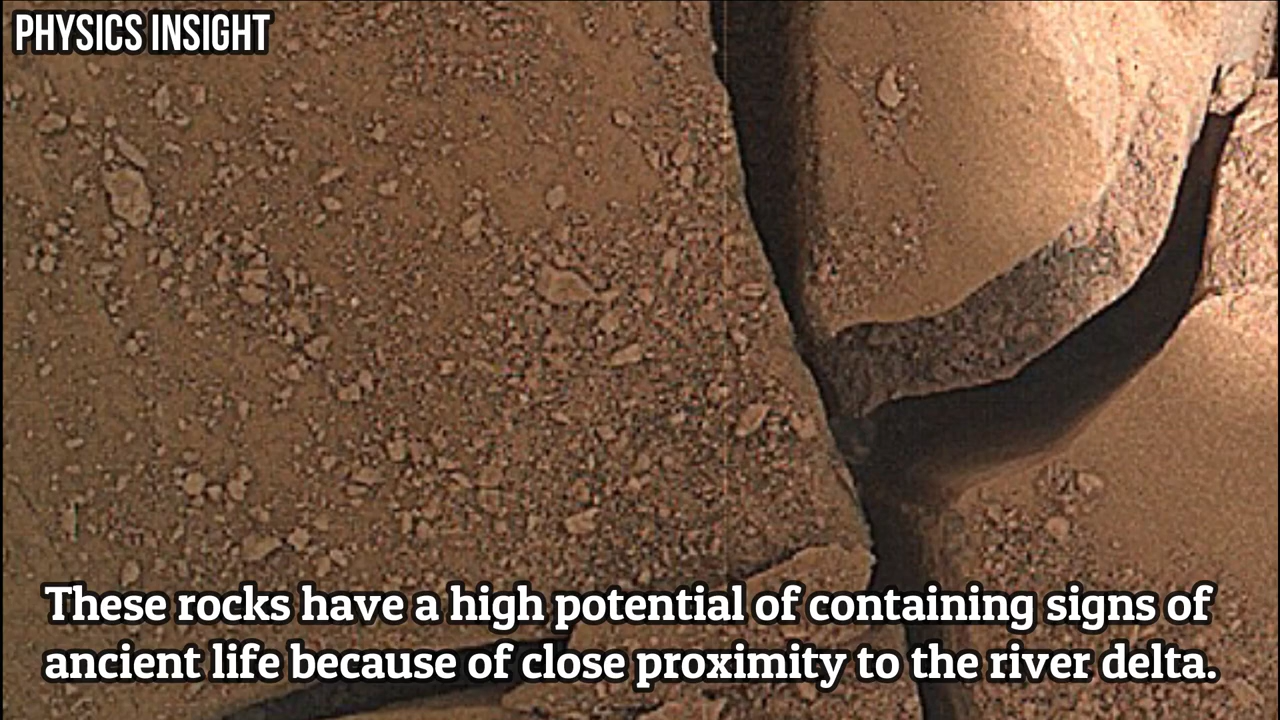 PHYSICS INSIGHT
These rocks have a high potential of containing signs of
ancient life because of close proximity to the river delta.